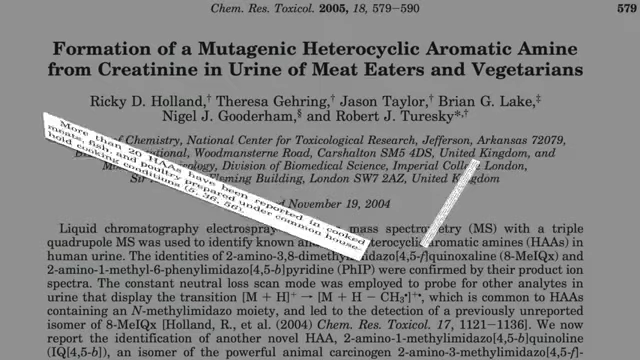 Chem. Res. Toxicol. 2005, 18, 579−590
579
Formation of a Mutagenic Heterocyclic Aromatic Amine
from Creatinine in Urine of Meat Eaters and Vegetarians
Ricky D. Holland,† Theresa Gehring,† Jason Taylor,† Brian G. Lake,‡
Nigel J. Gooderham,§ and Robert J. Turesky*,†
of Chemistry, National Center for Toxicological Research, Jefferson, Arkansas 72079,
Woodmansterne Road, Carshalton SM5 4DS, United Kingdom, and
Division of Biomedical Science, Imperial College London,
Fleming Building, London SW7 2AZ, United Kingdom
November 19, 2004
More than 20 HAAs have been reported in cooked
meats, fish, and poultry prepared under common house-
hold cooking conditions (5, 36, 56).
Liquid chromatography electrospray mass spectrometry (MS) with a triple
quadrupole MS was used to identify known and heterocyclic aromatic amines (HAAs) in
human urine. The identities of 2-amino-3,8-dimethylimidazo[4,5-f]quinoxaline (8-MeIQx) and
2-amino-1-methyl-6-phenylimidazo[4,5-b]pyridine (PhIP) were confirmed by their product ion
spectra. The constant neutral loss scan mode was employed to probe for other analytes in
urine that display the transition [M + H]+ → [M + H − CH3•]+•, which is common to HAAs
containing an N-methylimidazo moiety, and led to the detection of a previously unreported
isomer of 8-MeIQx [Holland, R., et al. (2004) Chem. Res. Toxicol. 17, 1121−1136]. We now
report the identification of another novel HAA, 2-amino-1-methylimidazo[4,5-b]quinoline
(IQ[4,5-b]), an isomer of the powerful animal carcinogen 2-amino-3-methylimidazo[4,5-f]-